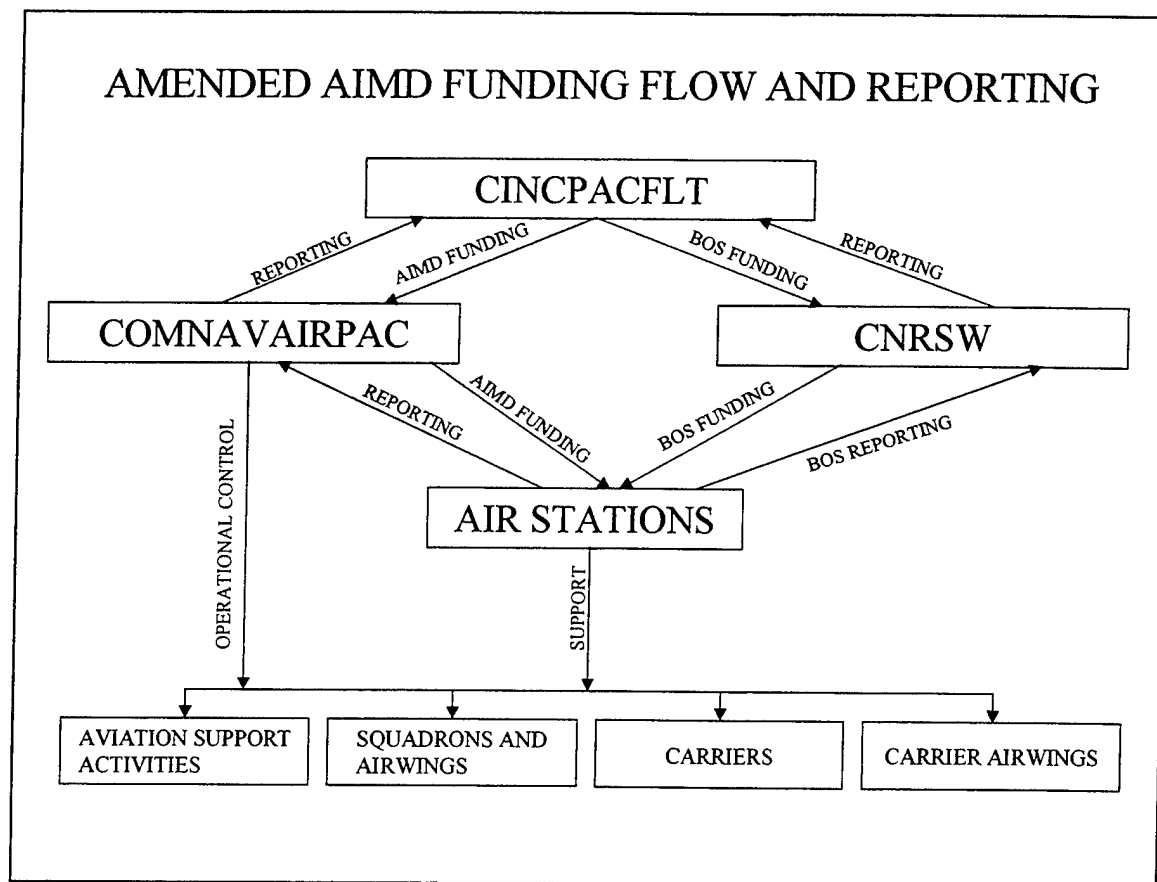 AMENDED AIMD FUNDING FLOW AND REPORTING
CINCPACFLT
REPORTING
AIMD FUNDING
BOS FUNDING
REPORTING
COMNAVAIRPAC
CNRSW
REPORTING
AIMD FUNDING
BOS FUNDING
BOS REPORTING
AIR STATIONS
OPERATIONAL CONTROL
SUPPORT
AVIATION SUPPORT
ACTIVITIES
SQUADRONS AND
AIRWINGS
CARRIERS
CARRIER AIRWINGS